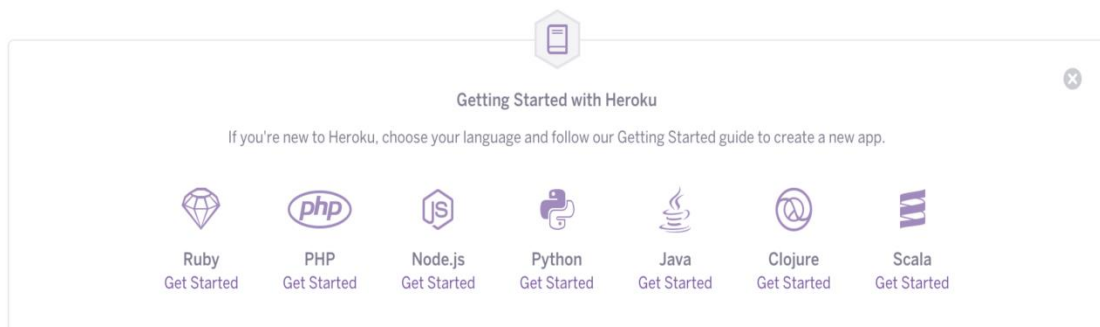 Getting Started with Heroku
If you're new to Heroku, choose your language and follow our Getting Started guide to create a new app.
php JS
Ruby PHP Node.js Python Java Clojure Scala
Get Started Get Started Get Started Get Started Get Started Get Started Get Started